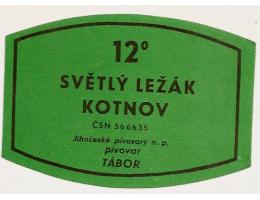 12°
SVĚTLÝ LEŽÁK
KOTNOV
ČSN 566635
Jihočeské pivovary n. p.
pivovar
TÁBOR